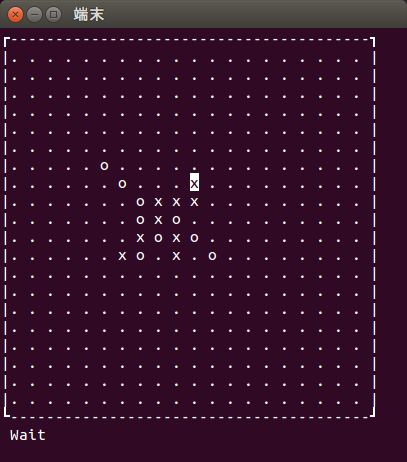 端末
┏----------------------------------------┓
|. . . . . . . . . . . . . . . . . . . . |
|. . . . . . . . . . . . . . . . . . . . |
|. . . . . . . . . . . . . . . . . . . . |
|. . . . . . . . . . . . . . . . . . . . |
|. . . . . . . . . . . . . . . . . . . . |
|. . . . . . . . . . . . . . . . . . . . |
|. . . . . o . . . . . . . . . . . . . . |
|. . . . . . o . . . x . . . . . . . . . |
|. . . . . . . o x x x . . . . . . . . . |
|. . . . . . . o x o . . . . . . . . . . |
|. . . . . . . x o x o . . . . . . . . . |
|. . . . . . x o . x . o . . . . . . . . |
|. . . . . . . . . . . . . . . . . . . . |
|. . . . . . . . . . . . . . . . . . . . |
|. . . . . . . . . . . . . . . . . . . . |
|. . . . . . . . . . . . . . . . . . . . |
|. . . . . . . . . . . . . . . . . . . . |
|. . . . . . . . . . . . . . . . . . . . |
|. . . . . . . . . . . . . . . . . . . . |
|. . . . . . . . . . . . . . . . . . . . |
┗----------------------------------------┛
Wait